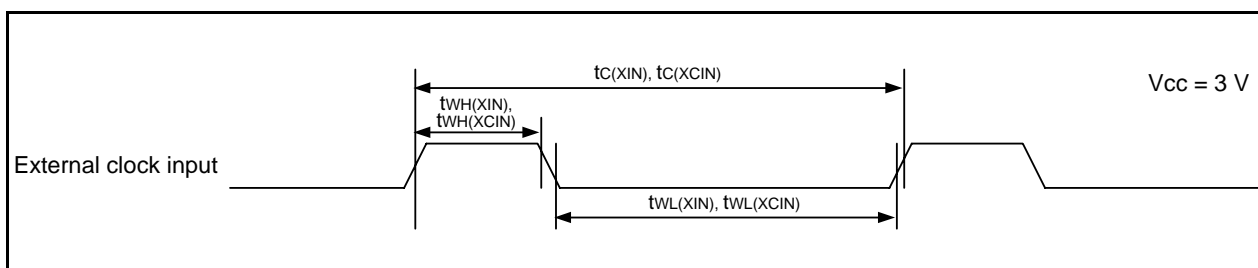 tC(XIN), tC(XCIN)
Vcc = 3 V
tWH(XIN),
tWH(XCIN)
External clock input
tWL(XIN), tWL(XCIN)